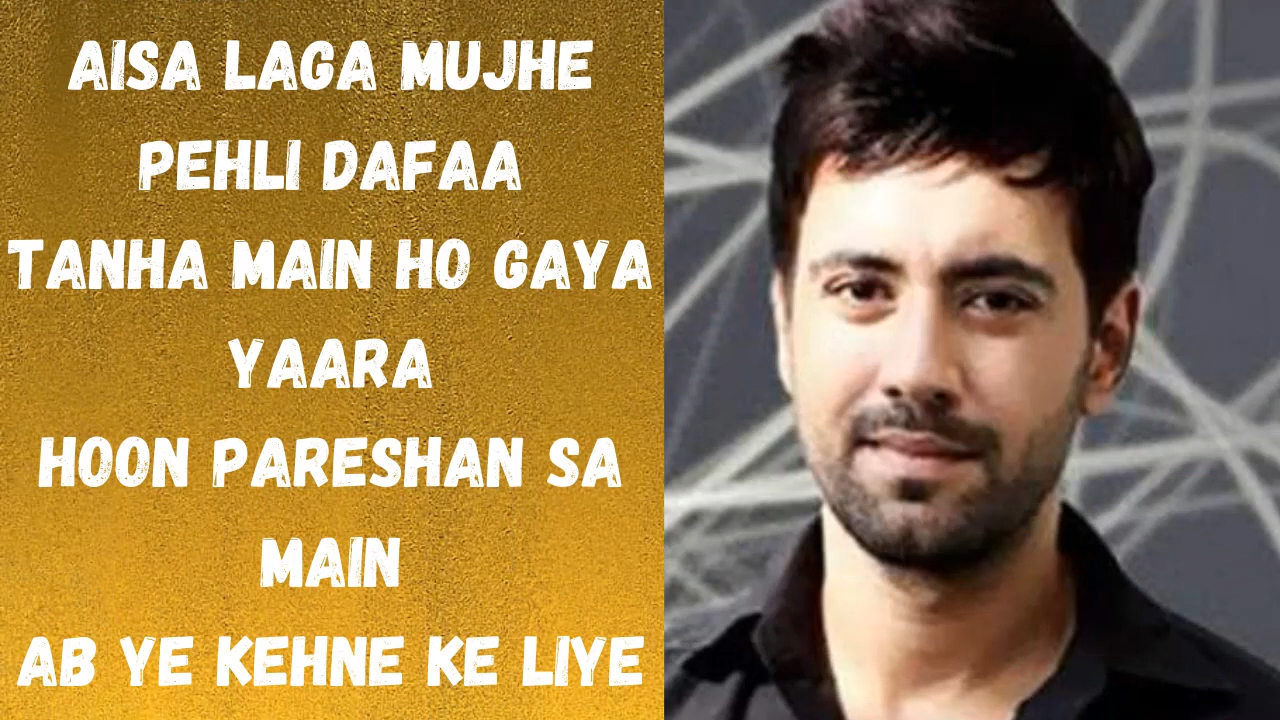 AISA LAGA MUJHE
PEHLI DAFAA
TANHA MAIN HO GAYA
YAARA
HOON PARESHAN SA
MAIN
AB YE KEHNE KE LIYE